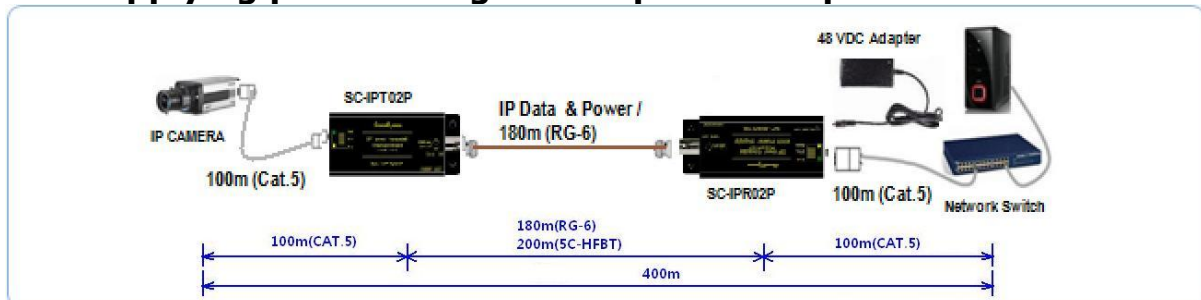 48 VDC Adapter
SC-IPT02P
IP Data & Power /
180m (RG-6)
IP CAMERA
100m (Cat.5)
SC-IPR02P
100m (Cat.5)
Network Switch
180m(RG-6)
100m(CAT.5)
200m(5C-HFBT)
100m(CAT.5)
400m